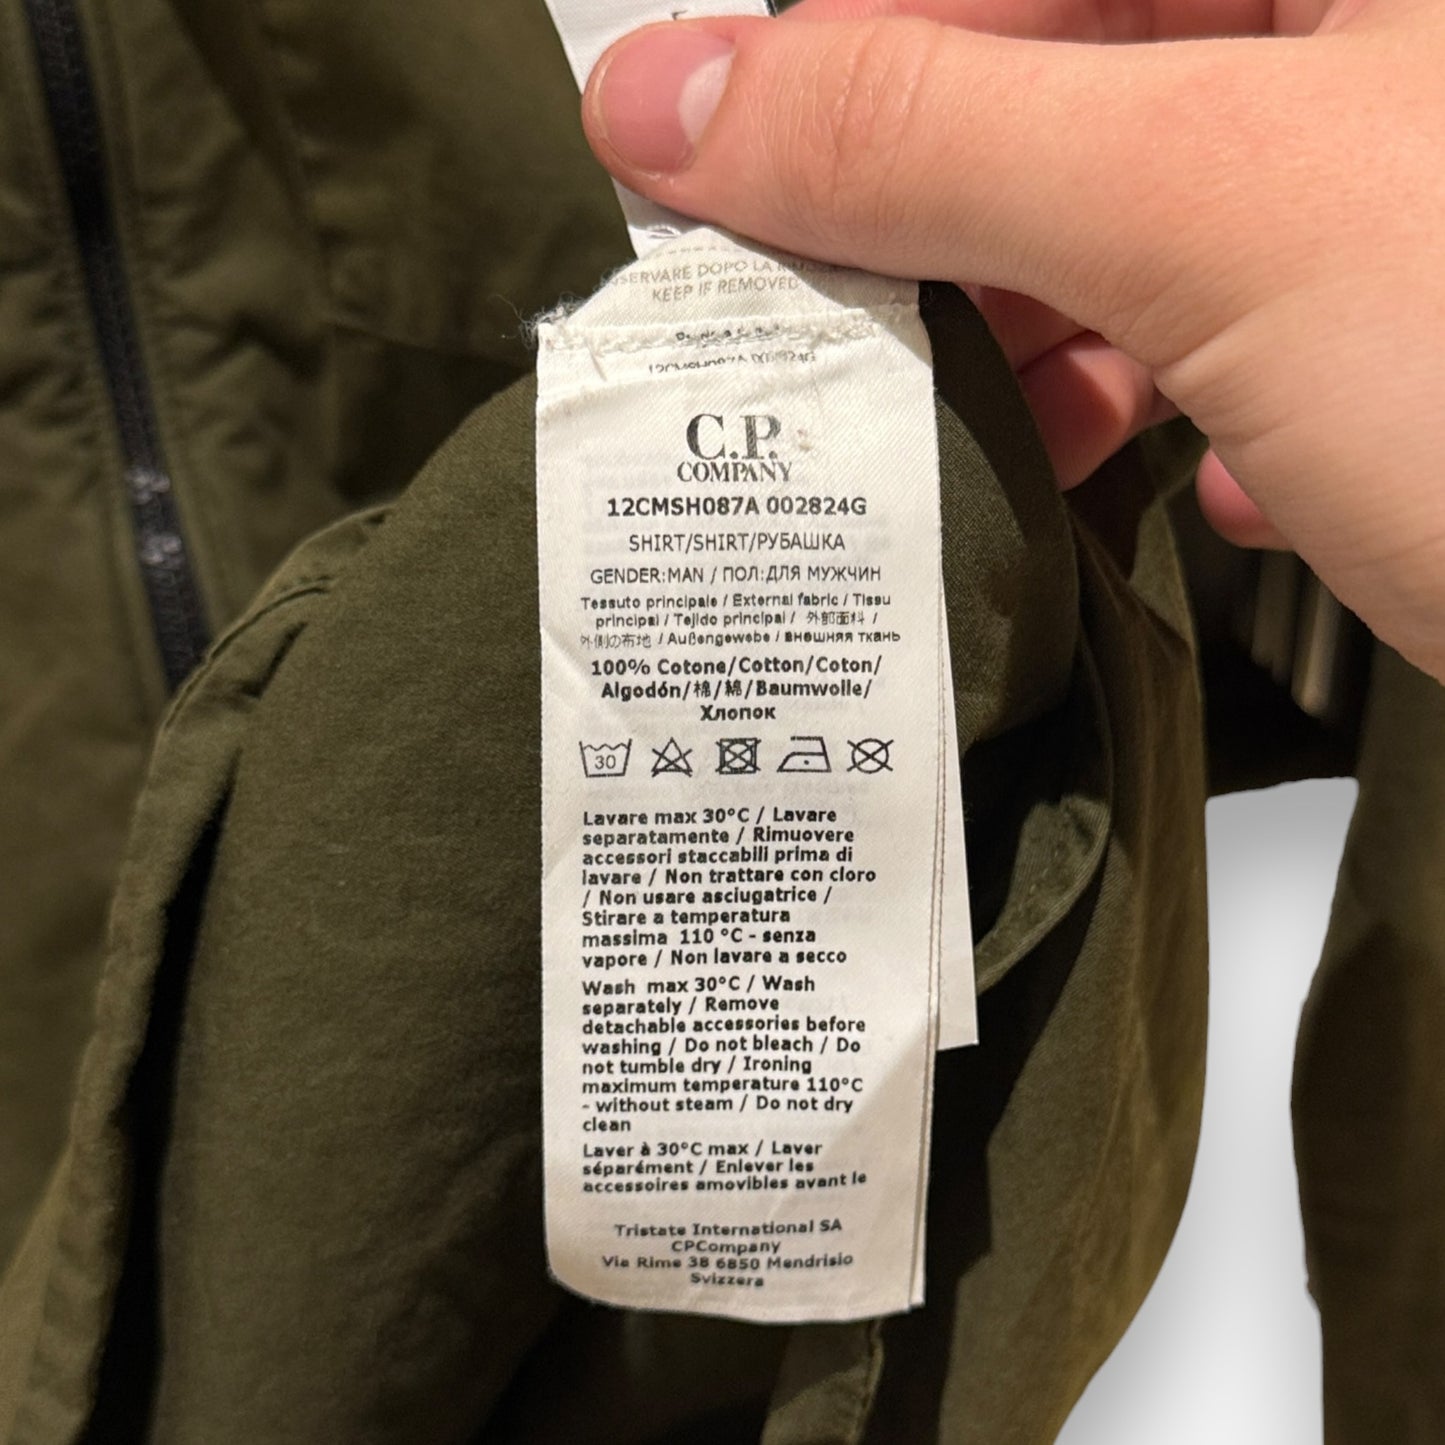 DOPO LA
KEEP IF REMOVED
C.P.
COMPANY
12CMSH087A 002824G
SHIRT/SHIRT/РУБАШКА
GENDER:MAN / ПОЛ:ДЛЯ МУЖЧИН
Tessuto principale / External fabric / Tissu
principal / Tejido principal / 外部面料 /
外側の布地 / Außengewebe / внешняя ткань
100% Cotone/Cotton/Coton/
Algodón/棉/綿/Baumwolle/
Хлопок
30
Lavare max 30°C / Lavare
separatamente / Rimuovere
accessori staccabili prima di
lavare / Non trattare con cloro
/ Non usare asciugatrice /
Stirare a temperatura
massima 110 °C - senza
vapore / Non lavare a secco
Wash max 30°C / Wash
separately / Remove
detachable accessories before
washing / Do not bleach / Do
not tumble dry / Ironing
maximum temperature 110°C
- without steam / Do not dry
clean
Laver à 30°C max / Laver
séparément / Enlever les
accessoires amovibles avant le
Tristate International SA
CPCompany
Via Rime 38 6850 Mendrisio
Svizzera